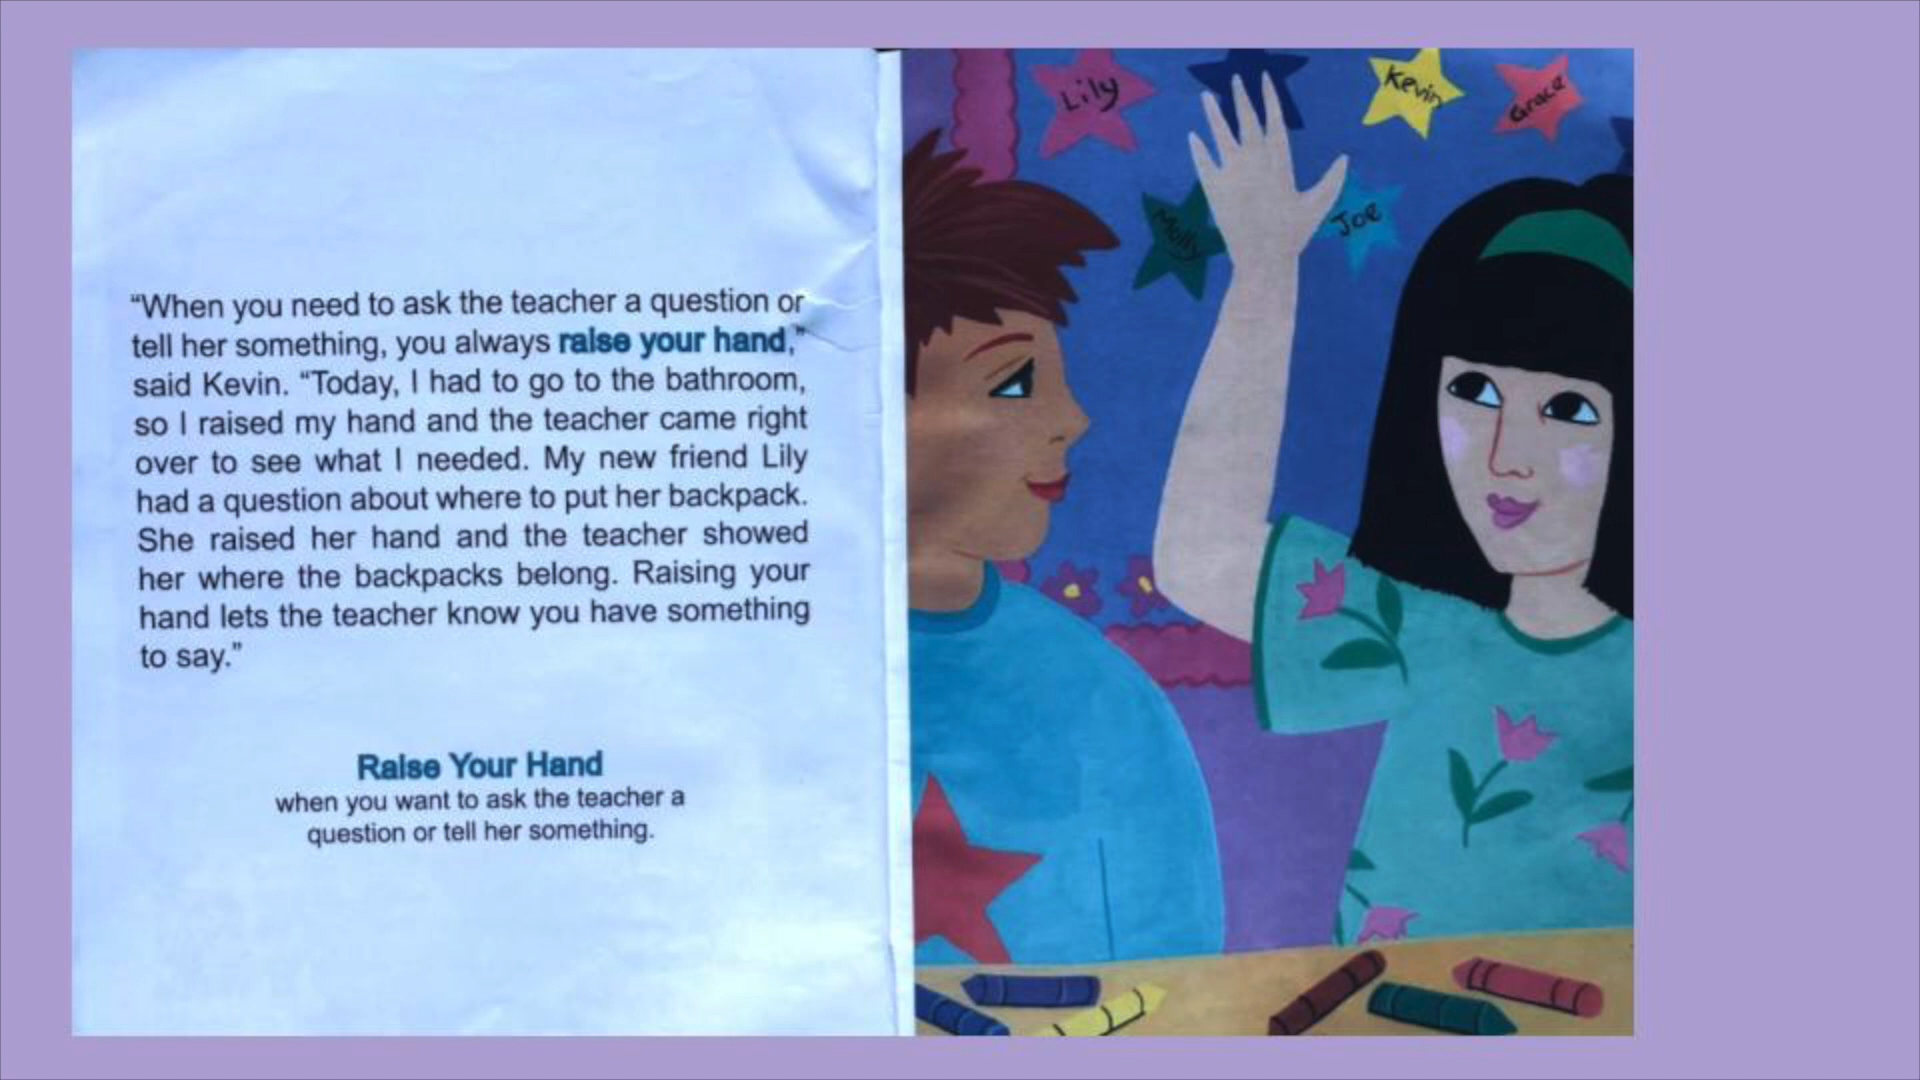 “When you need to ask the teacher a question or
tell her something, you always raise your hand,”
said Kevin. “Today, I had to go to the bathroom,
so I raised my hand and the teacher came right
over to see what I needed. My new friend Lily
had a question about where to put her backpack.
She raised her hand and the teacher showed
her where the backpacks belong. Raising your
hand lets the teacher know you have something
to say.”
Raise Your Hand
when you want to ask the teacher a
question or tell her something.
Lily
Kevin
Grace
Molly
Joe